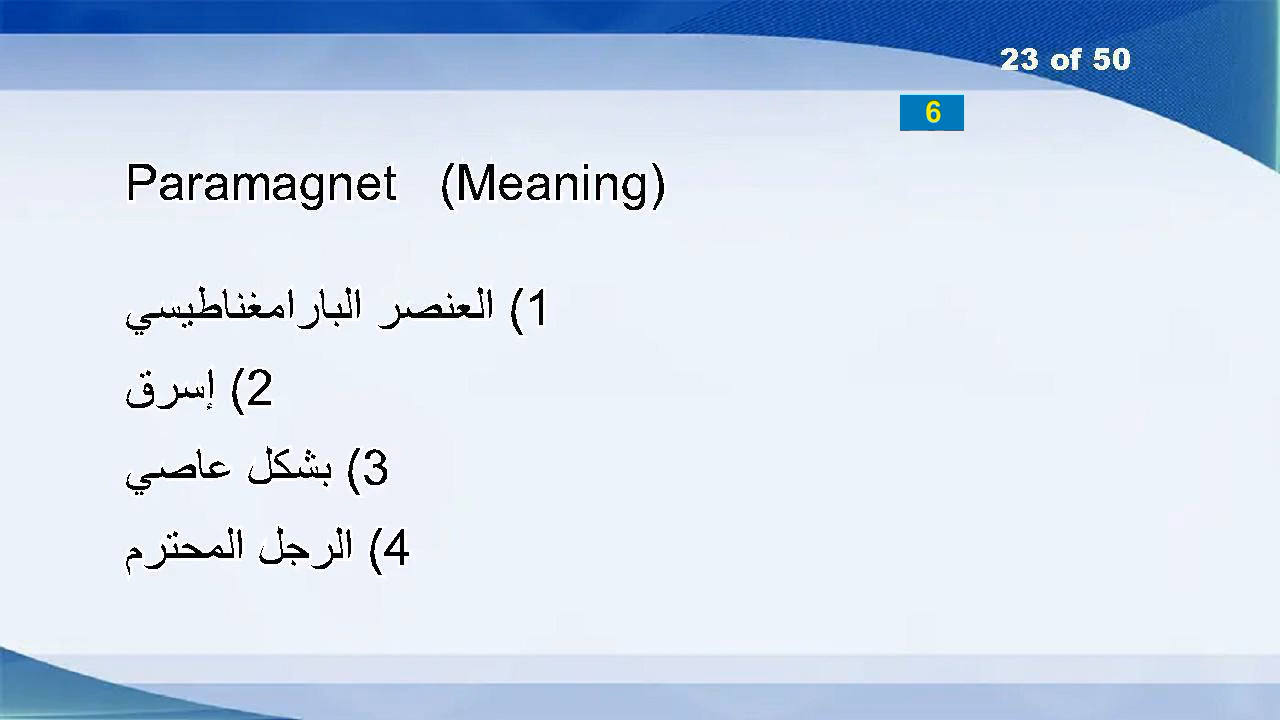 23 of 50
6
Paramagnet (Meaning)
1) العنصر البارامغناطيسي
2) إسرق
3) بشكل عاصي
4) الرجل المحترم